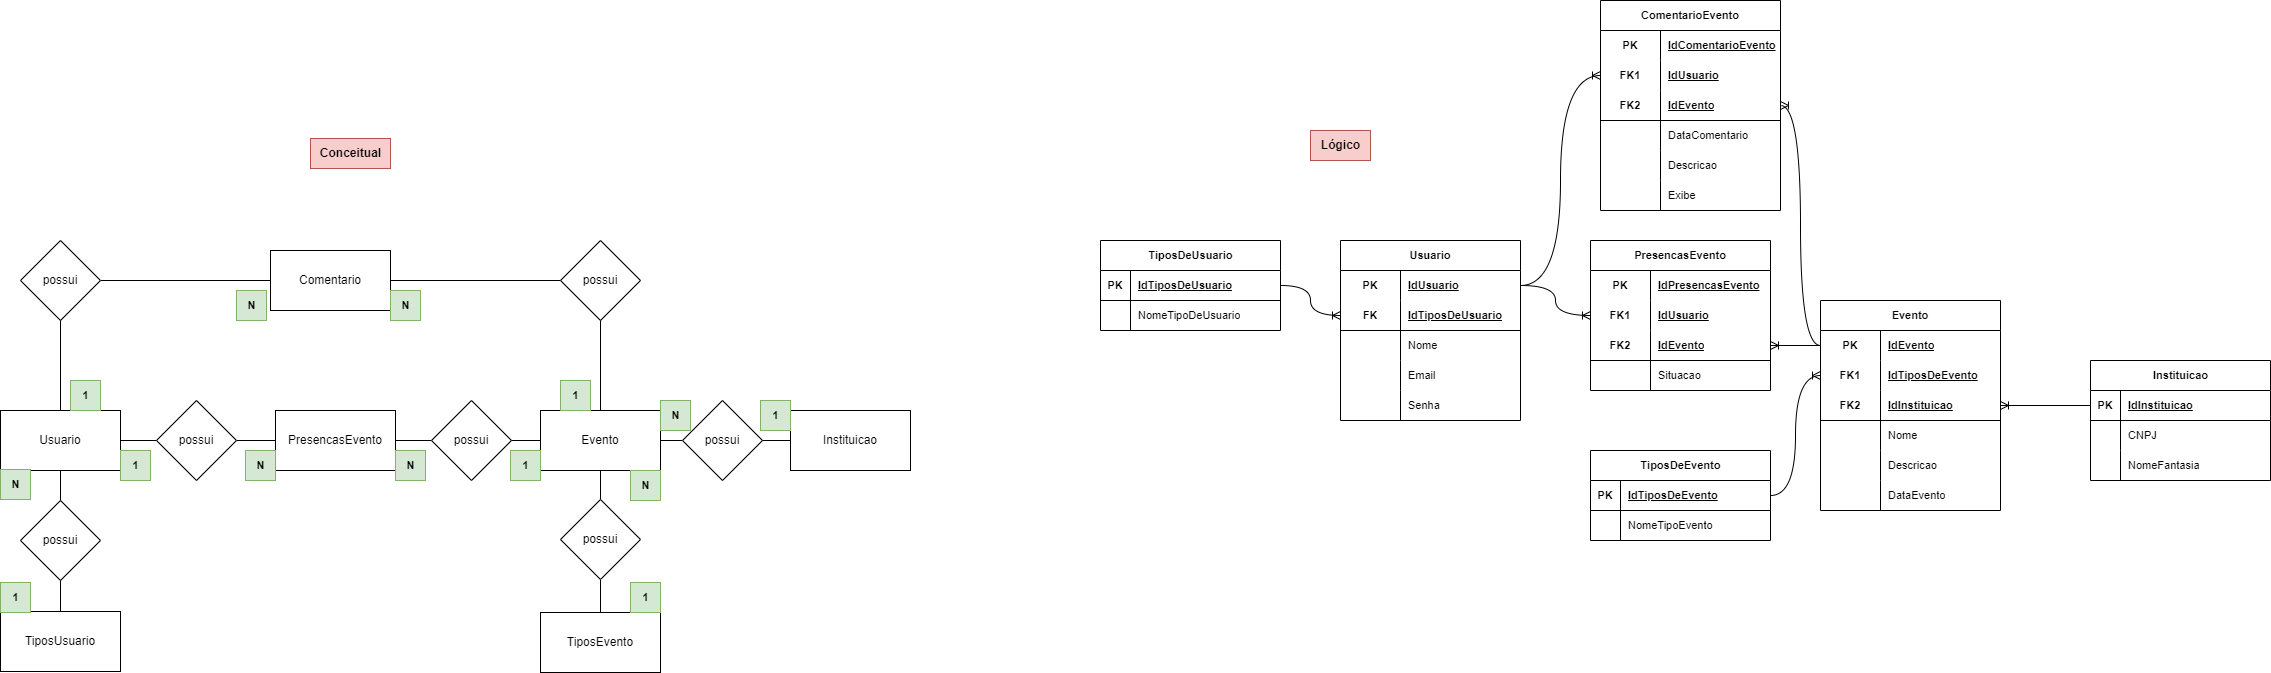 Conceitual
possui
Comentario
possui
N
N
1
1
N
1
Usuario
possui
PresencasEvento
possui
Evento
possui
Instituicao
N
1
N
N
1
N
possui
possui
1
1
TiposUsuario
TiposEvento
Lógico
ComentarioEvento
PK IdComentarioEvento
FK1 IdUsuario
FK2 IdEvento
DataComentario
Descricao
Exibe
TiposDeUsuario
PK IdTiposDeUsuario
NomeTipoDeUsuario
Usuario
PK IdUsuario
FK IdTiposDeUsuario
Nome
Email
Senha
PresencasEvento
PK IdPresencasEvento
FK1 IdUsuario
FK2 IdEvento
Situacao
Evento
PK IdEvento
FK1 IdTiposDeEvento
FK2 IdInstituicao
Nome
Descricao
DataEvento
Instituicao
PK IdInstituicao
CNPJ
NomeFantasia
TiposDeEvento
PK IdTiposDeEvento
NomeTipoEvento